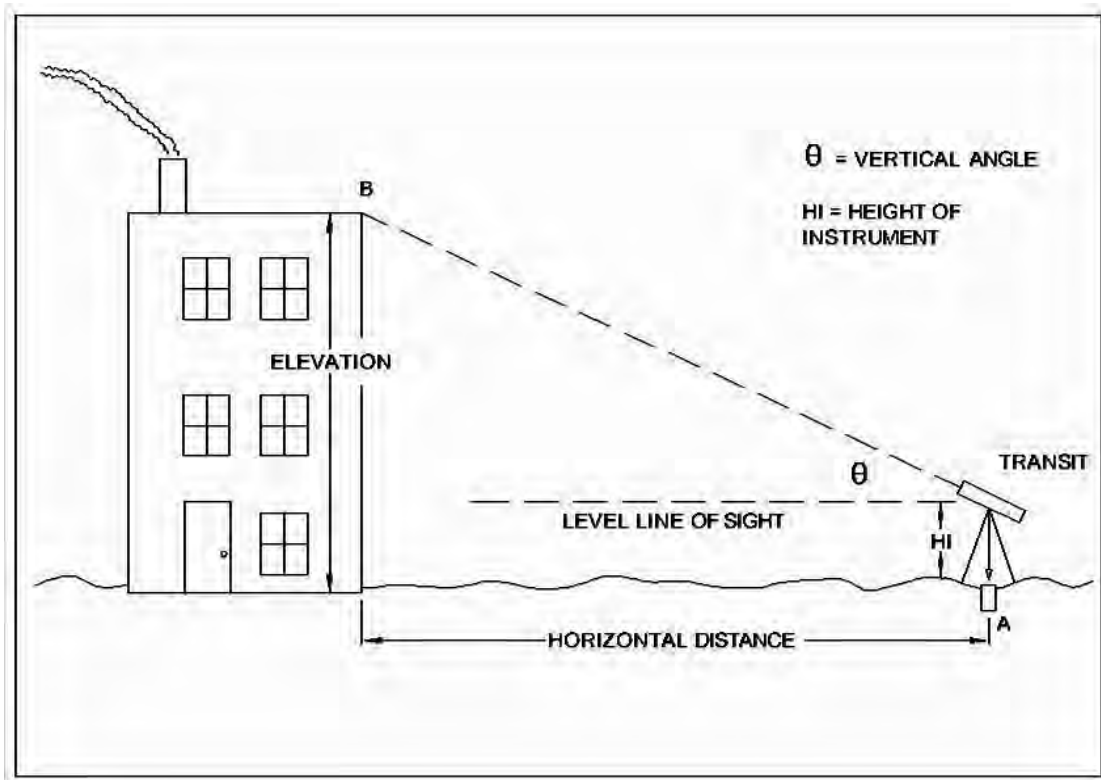 θ = VERTICAL ANGLE
HI = HEIGHT OF
INSTRUMENT
B
ELEVATION
θ
TRANSIT
LEVEL LINE OF SIGHT
HI
A
HORIZONTAL DISTANCE